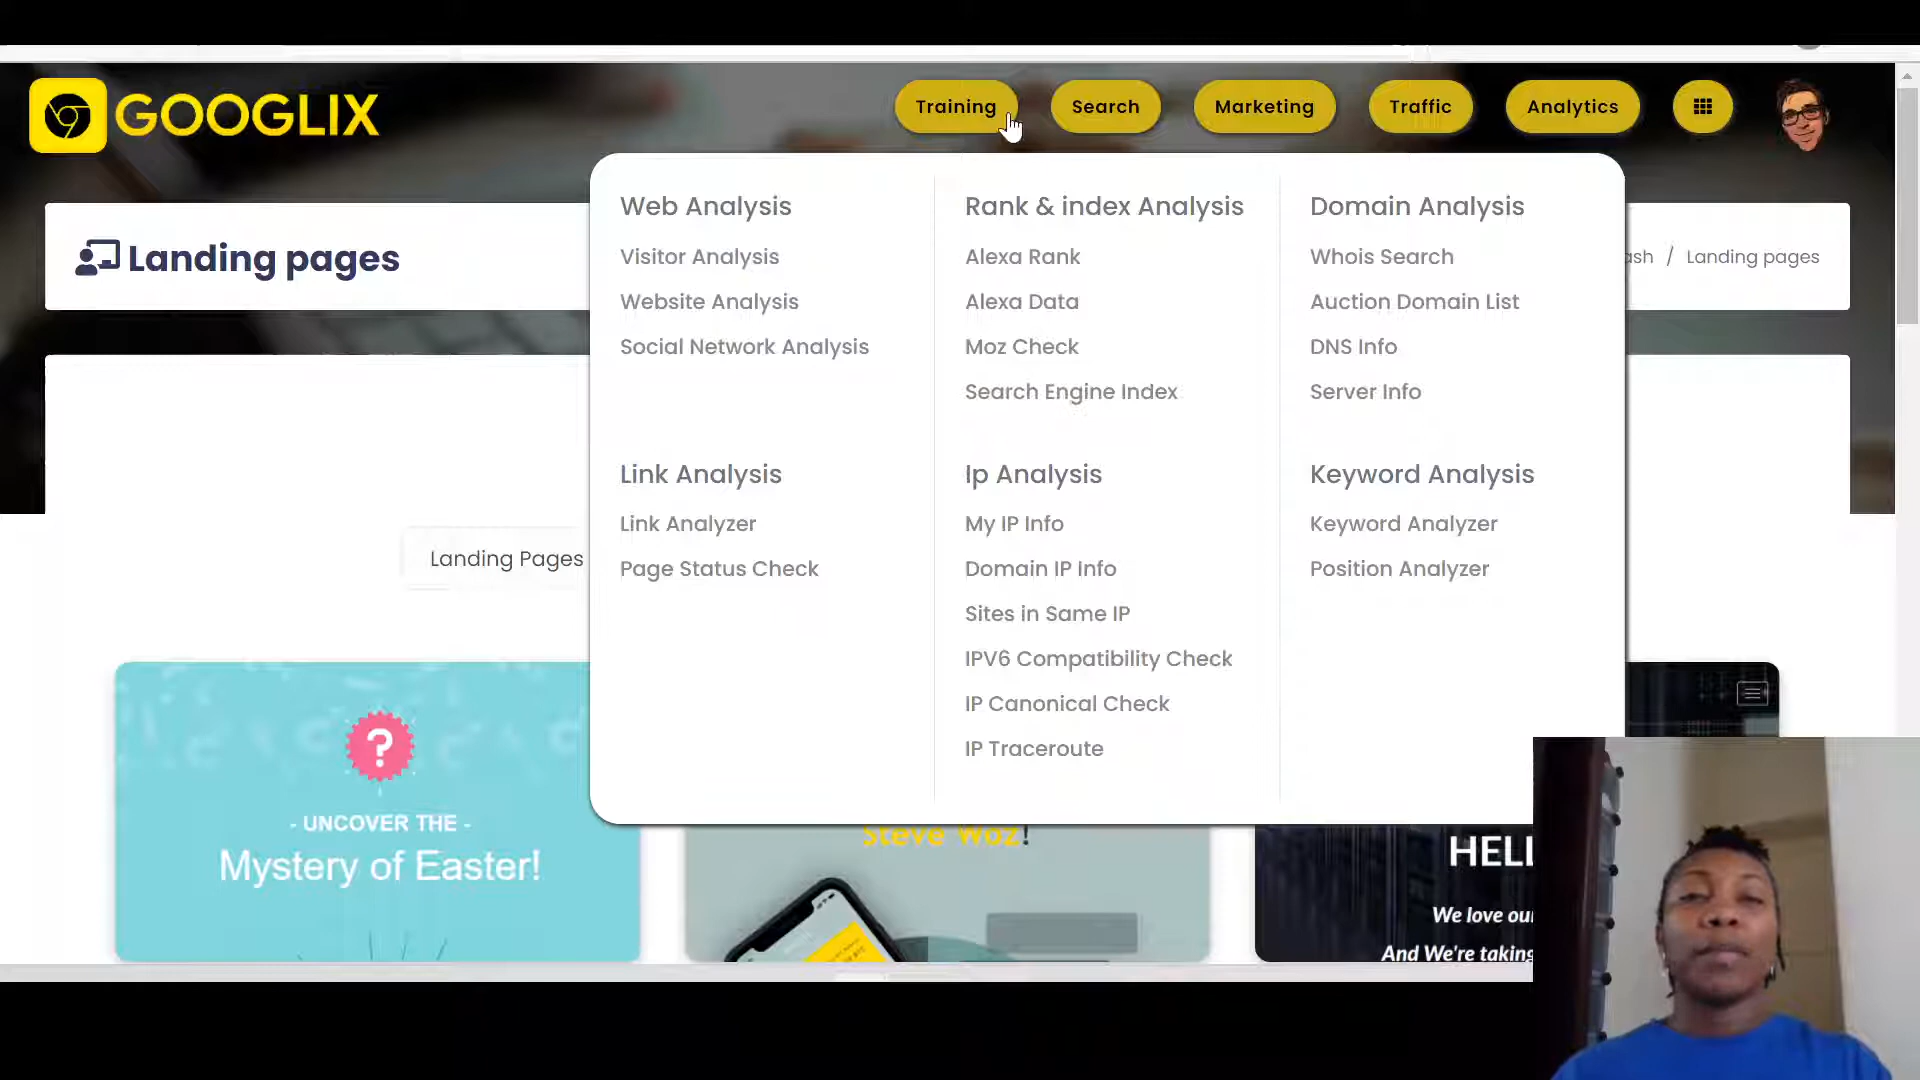 GOOGLIX
Training
Search
Marketing
Traffic
Analytics
Landing pages
/ Landing pages
Web Analysis
Visitor Analysis
Website Analysis
Social Network Analysis
Rank & index Analysis
Alexa Rank
Alexa Data
Moz Check
Search Engine Index
Domain Analysis
Whois Search
Auction Domain List
DNS Info
Server Info
Link Analysis
Link Analyzer
Page Status Check
Ip Analysis
My IP Info
Domain IP Info
Sites in Same IP
IPV6 Compatibility Check
IP Canonical Check
IP Traceroute
Keyword Analysis
Keyword Analyzer
Position Analyzer
Landing Pages
?
- UNCOVER THE -
Mystery of Easter!
Steve Woz!
We love
And We're taking